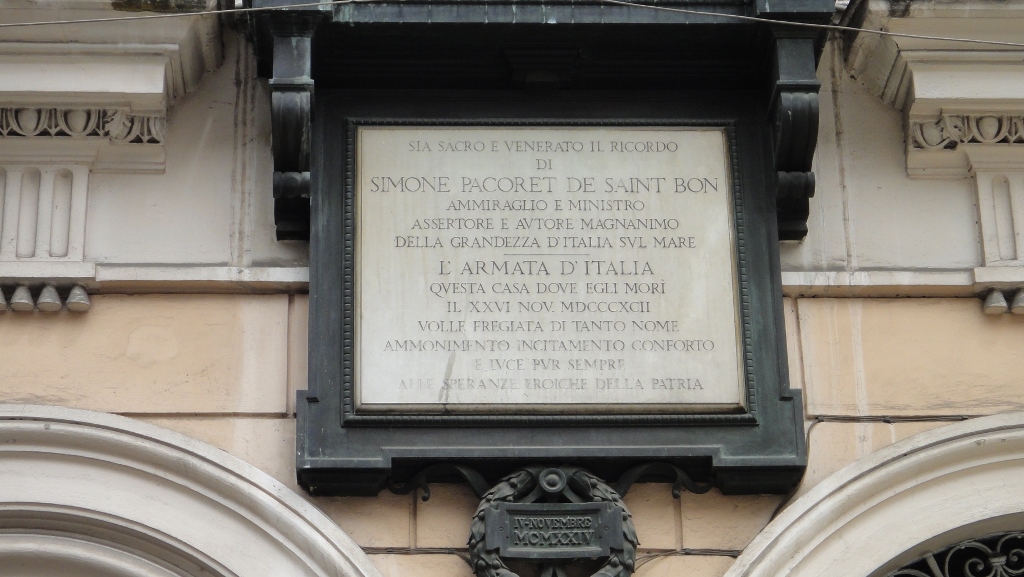 SIA SACRO E VENERATO IL RICORDO
DI
SIMONE PACORET DE SAINT BON
AMMIRAGLIO E MINISTRO
ASSERTORE E AVTORE MAGNANIMO
DELLA GRANDEZZA D'ITALIA SVL MARE
L'ARMATA D'ITALIA
QVESTA CASA DOVE EGLI MORÌ
IL XXVI NOV. MDCCCXCII
VOLLE FREGIATA DI TANTO NOME
AMMONIMENTO INCITAMENTO CONFORTO
E LVCE PVR SEMPRE
ALLE SPERANZE EROICHE DELLA PATRIA
IV·NOVEMBRE
MCMXXIV